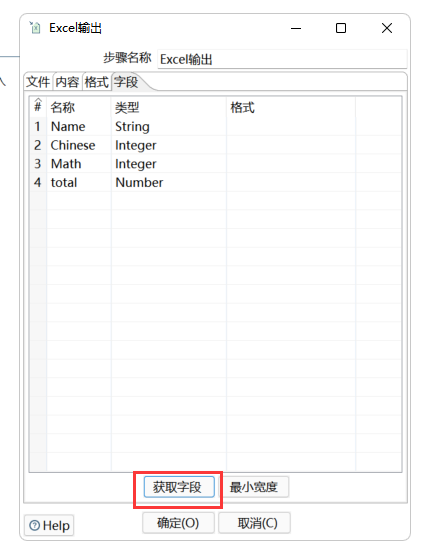 Excel输出
步骤名称 Excel输出
文件 内容 格式 字段
# 名称 类型 格式
1 Name String
2 Chinese Integer
3 Math Integer
4 total Number
获取字段 最小宽度
Help 确定(O) 取消(C)